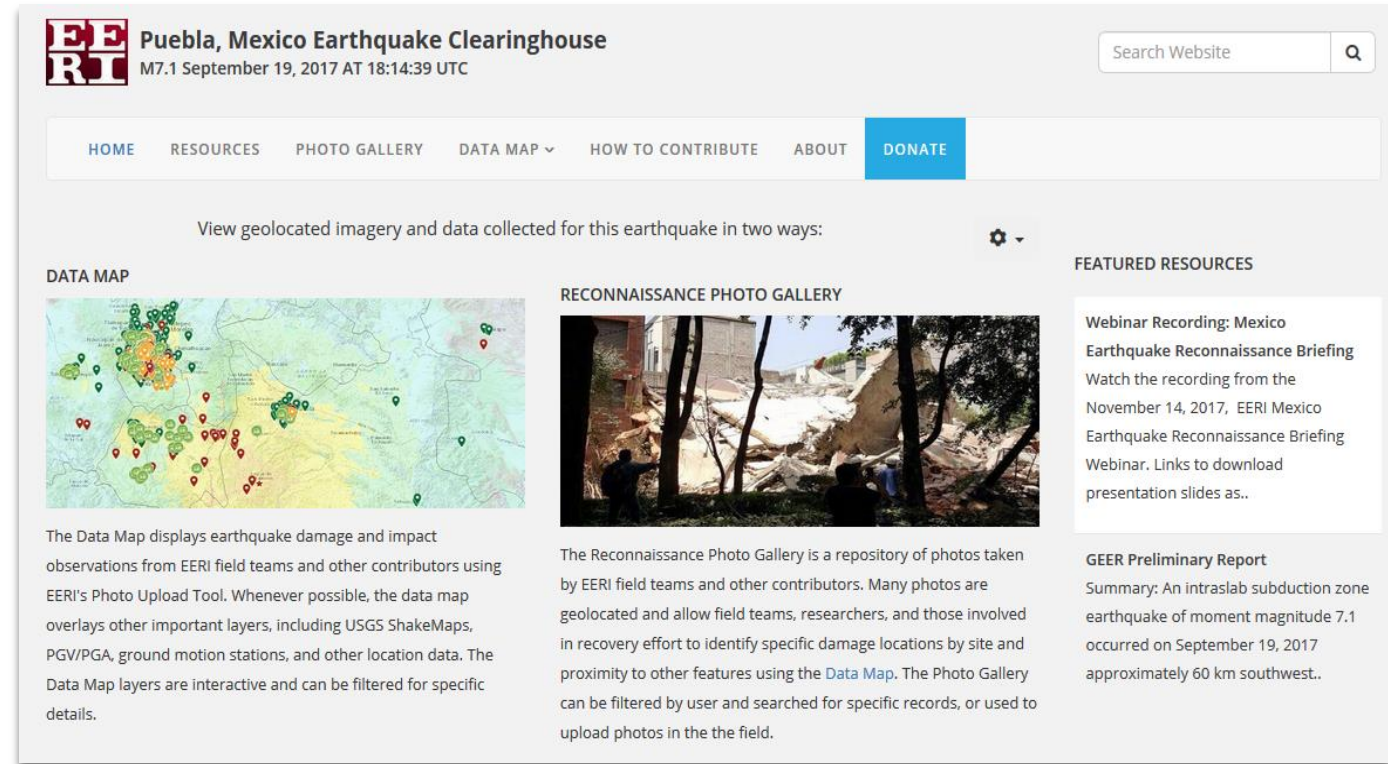 EERI
Puebla, Mexico Earthquake Clearinghouse
M7.1 September 19, 2017 AT 18:14:39 UTC
Search Website
HOME RESOURCES PHOTO GALLERY DATA MAP HOW TO CONTRIBUTE ABOUT DONATE
View geolocated imagery and data collected for this earthquake in two ways:
DATA MAP
The Data Map displays earthquake damage and impact
observations from EERI field teams and other contributors using
EERI's Photo Upload Tool. Whenever possible, the data map
overlays other important layers, including USGS ShakeMaps,
PGV/PGA, ground motion stations, and other location data. The
Data Map layers are interactive and can be filtered for specific
details.
RECONNAISSANCE PHOTO GALLERY
The Reconnaissance Photo Gallery is a repository of photos taken
by EERI field teams and other contributors. Many photos are
geolocated and allow field teams, researchers, and those involved
in recovery effort to identify specific damage locations by site and
proximity to other features using the Data Map. The Photo Gallery
can be filtered by user and searched for specific records, or used to
upload photos in the the field.
FEATURED RESOURCES
Webinar Recording: Mexico
Earthquake Reconnaissance Briefing
Watch the recording from the
November 14, 2017, EERI Mexico
Earthquake Reconnaissance Briefing
Webinar. Links to download
presentation slides as..
GEER Preliminary Report
Summary: An intraslab subduction zone
earthquake of moment magnitude 7.1
occurred on September 19, 2017
approximately 60 km southwest..